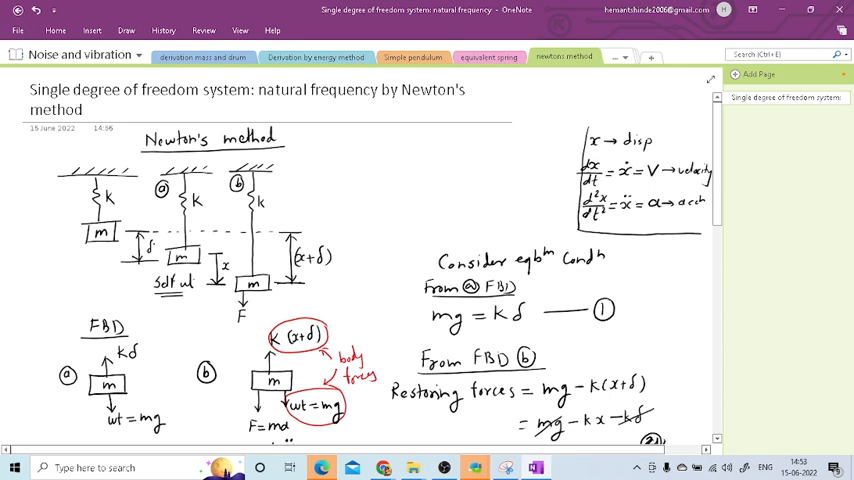 Single degree of freedom system: natural frequency - OneNote
hemantshinde2006@gmail.com
H
File Home Insert Draw History Review View Help
Noise and vibration
derivation mass and drum
Derivation by energy method
Simple pendulum
equivalent spring
newtons method
Search (Ctrl+E)
Add Page
Single degree of freedom system:
Single degree of freedom system: natural frequency by Newton's
method
15 June 2022 14:36
Newton's method
x → disp
dx/dt = ẋ = V → velocity
d²x/dt² = ẍ = a → accn
ⓐ ⓑ
K K K
m δ m x m (x+δ)
Self wt
F
Consider eqbm Condn
From ⓐ FBD
mg = Kδ —— ①
FBD
ⓐ Kδ m wt = mg
ⓑ K (x+δ) m wt = mg
F = ma
body
forces
From FBD ⓑ
Restoring forces = mg - K(x+δ)
= mg - Kx - Kδ
Type here to search
ENG
14:53
15-06-2022